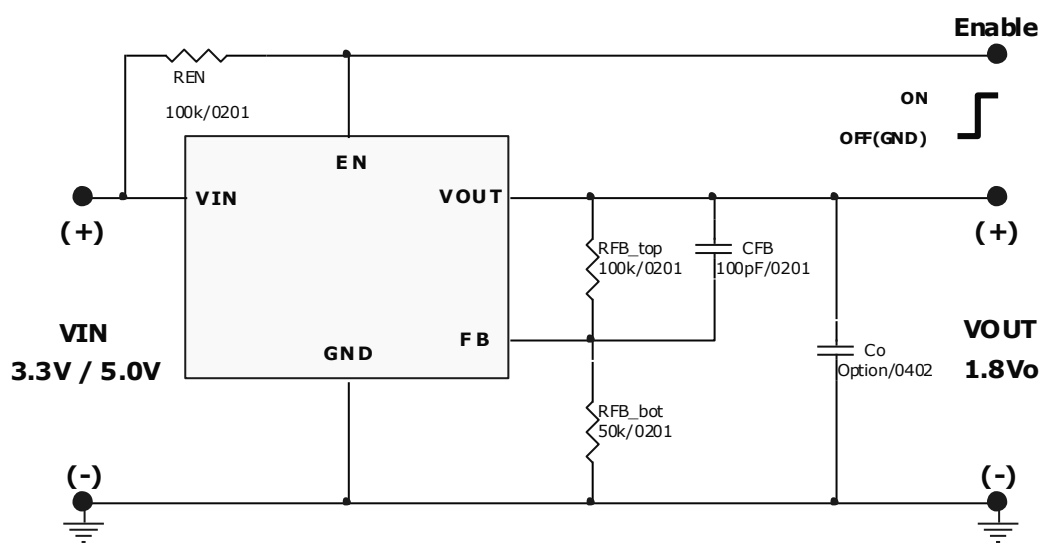 Enable
REN
100k/0201
ON
OFF(GND)
EN
VIN
VOUT
(+)
(+)
RFB_top
100k/0201
CFB
100pF/0201
VIN
3.3V / 5.0V
GND
FB
VOUT
1.8Vo
Co
Option/0402
RFB_bot
50k/0201
(-)
(-)